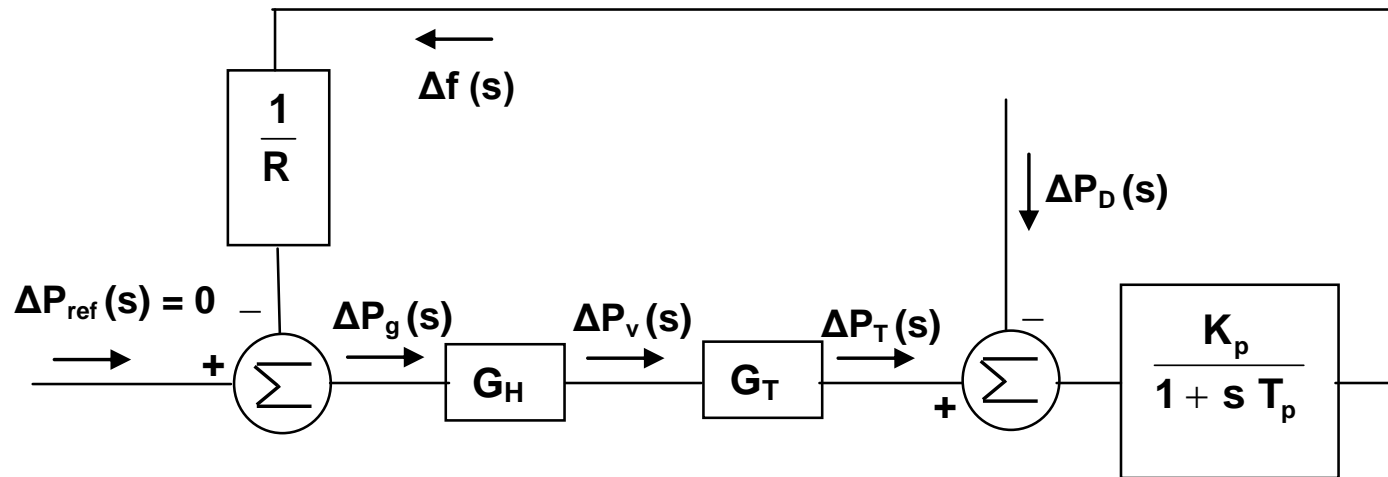 1
R
Δf (s)
ΔP_D (s)
ΔP_ref (s) = 0
−
ΔP_g (s)
ΔP_v (s)
ΔP_T (s)
−
+
∑
G_H
G_T
+
∑
K_p
1 + s T_p